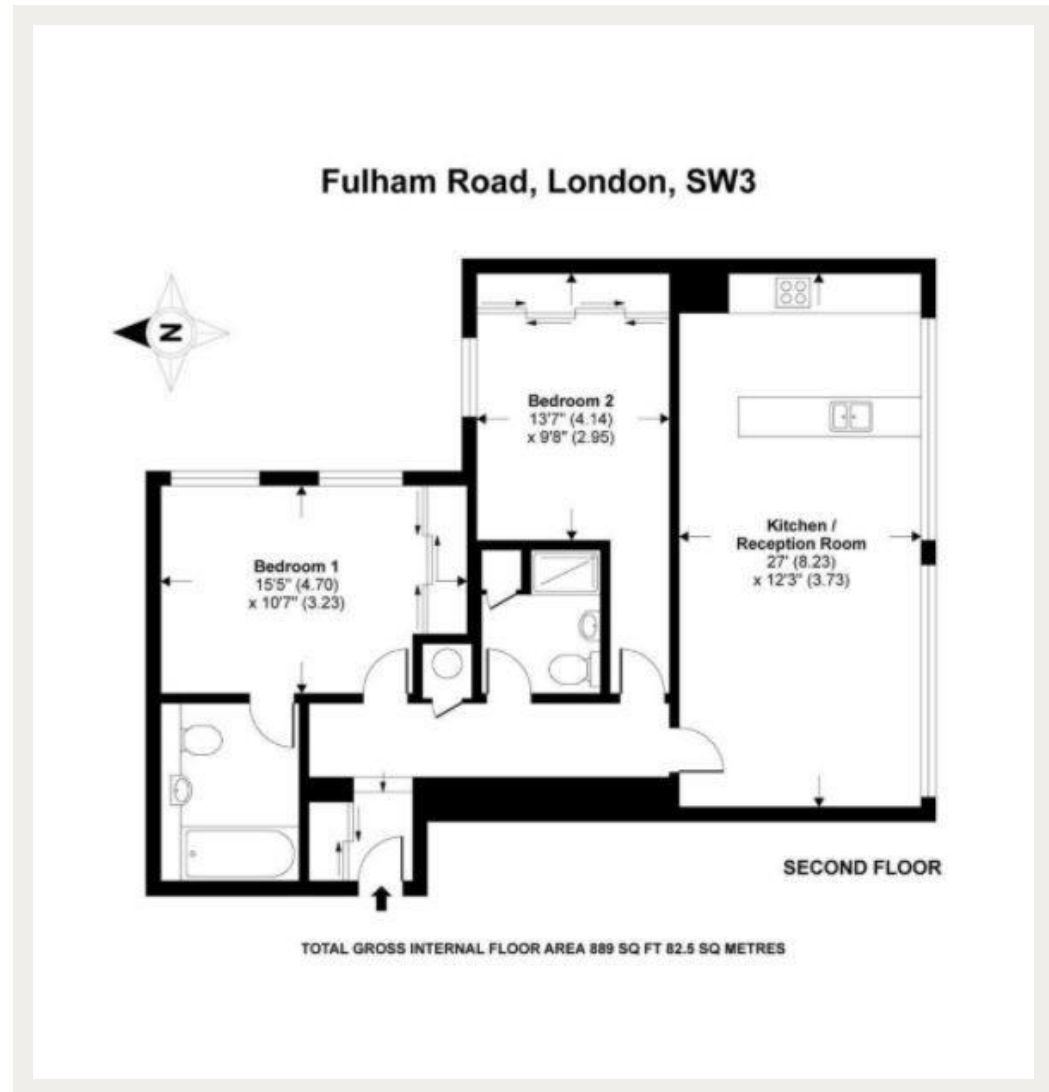 Fulham Road, London, SW3
N
Bedroom 2
13'7" (4.14)
x 9'8" (2.95)
Kitchen /
Reception Room
27' (8.23)
x 12'3" (3.73)
Bedroom 1
15'5" (4.70)
x 10'7" (3.23)
SECOND FLOOR
TOTAL GROSS INTERNAL FLOOR AREA 889 SQ FT 82.5 SQ METRES